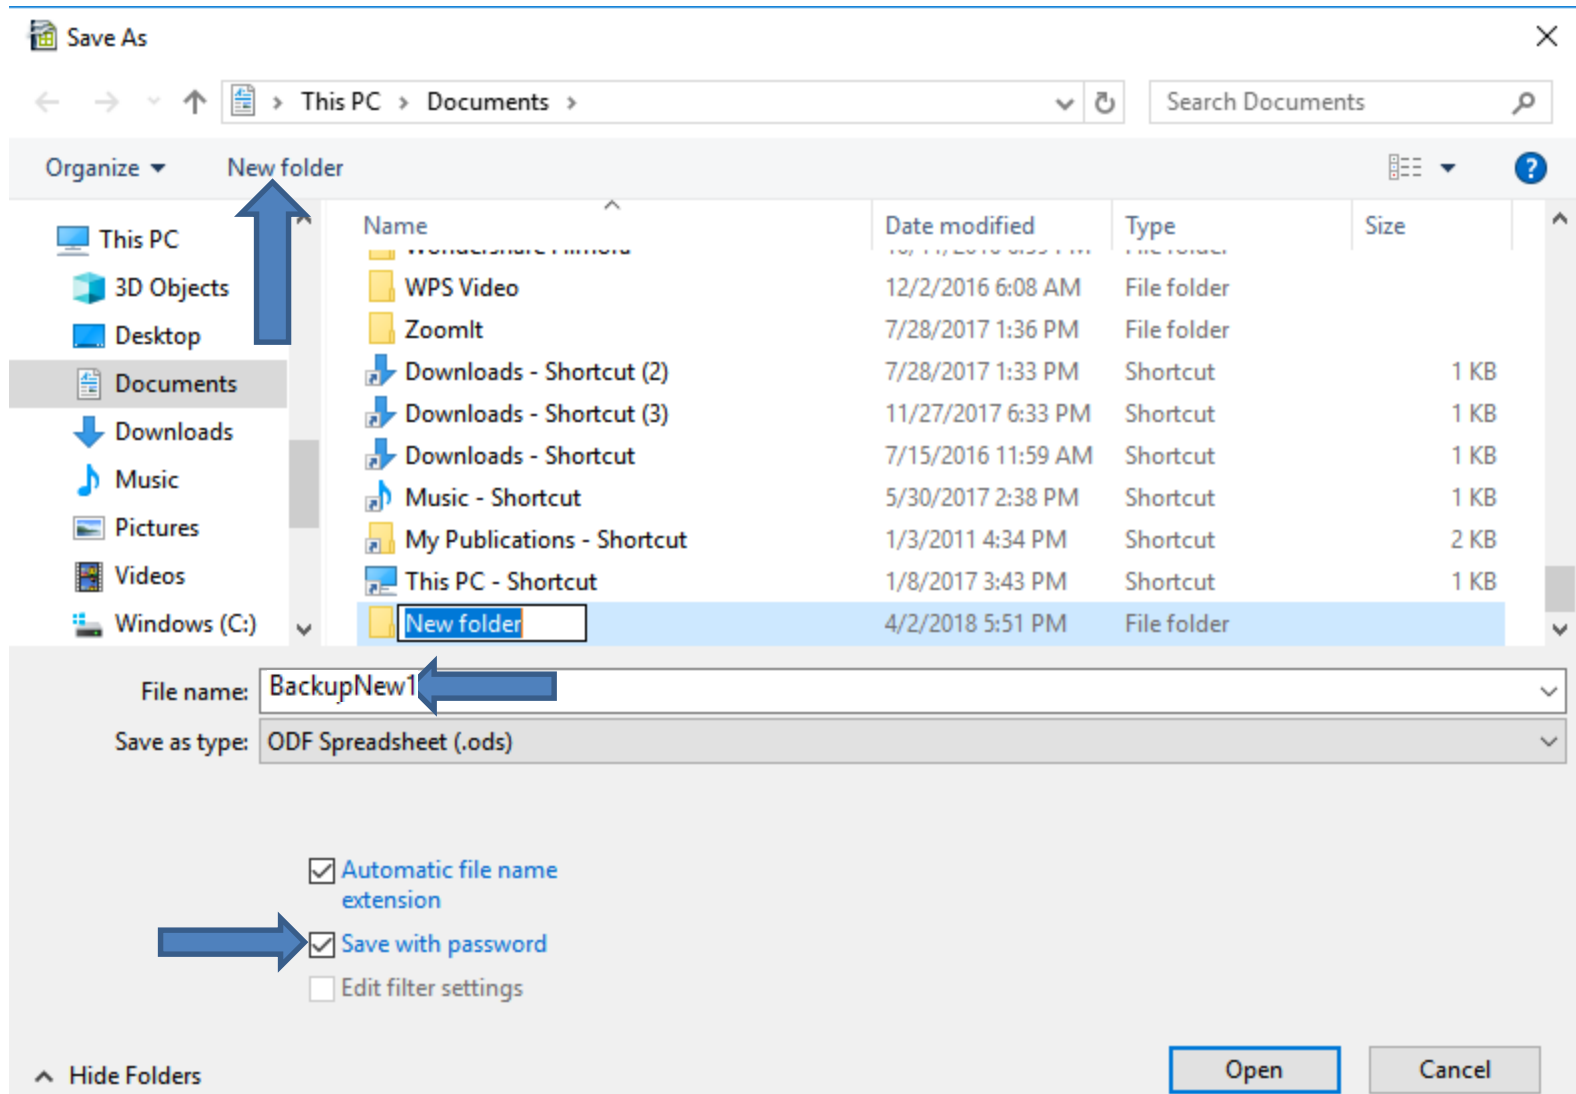 Save As
This PC > Documents >
Search Documents
Organize
New folder
?
Name
Date modified
Type
Size
This PC
3D Objects
Desktop
Documents
Downloads
Music
Pictures
Videos
Windows (C:)
WPS Video 12/2/2016 6:08 AM File folder
ZoomIt 7/28/2017 1:36 PM File folder
Downloads - Shortcut (2) 7/28/2017 1:33 PM Shortcut 1 KB
Downloads - Shortcut (3) 11/27/2017 6:33 PM Shortcut 1 KB
Downloads - Shortcut 7/15/2016 11:59 AM Shortcut 1 KB
Music - Shortcut 5/30/2017 2:38 PM Shortcut 1 KB
My Publications - Shortcut 1/3/2011 4:34 PM Shortcut 2 KB
This PC - Shortcut 1/8/2017 3:43 PM Shortcut 1 KB
New folder 4/2/2018 5:51 PM File folder
File name: BackupNew1
Save as type: ODF Spreadsheet (.ods)
Automatic file name
extension
Save with password
Edit filter settings
Hide Folders
Open
Cancel